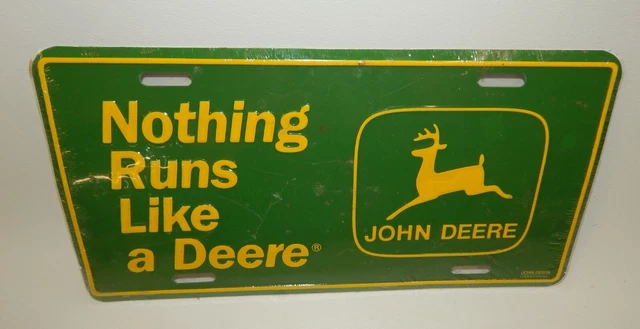 Nothing
Runs
Like
a Deere®
JOHN DEERE